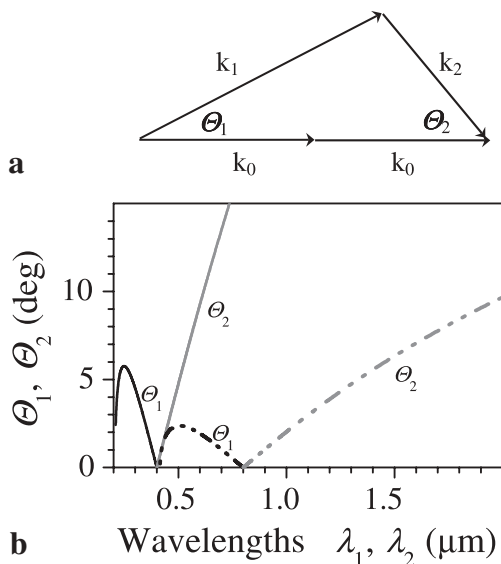 a
k₁
k₂
Θ₁
Θ₂
k₀
k₀
b
Θ₁, Θ₂ (deg)
10
5
0
Θ₁
Θ₂
Θ₁
Θ₂
0.5
1.0
1.5
Wavelengths λ₁, λ₂ (μm)